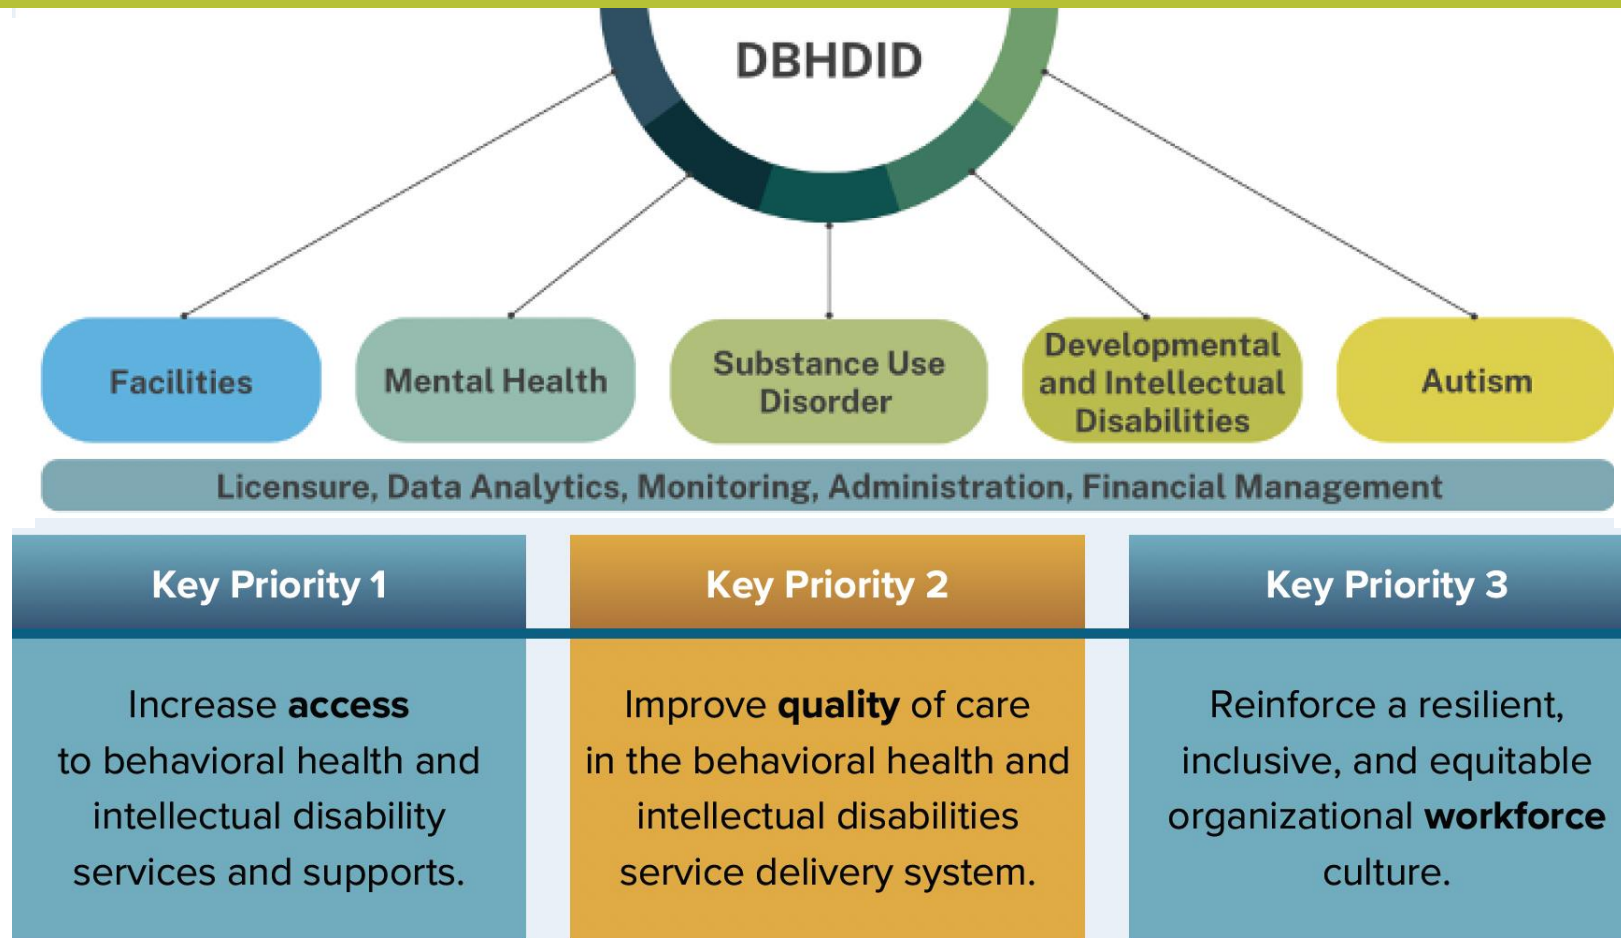 DBHDID
Facilities
Mental Health
Substance Use
Disorder
Developmental
and Intellectual
Disabilities
Autism
Licensure, Data Analytics, Monitoring, Administration, Financial Management
Key Priority 1
Increase access
to behavioral health and
intellectual disability
services and supports.
Key Priority 2
Improve quality of care
in the behavioral health and
intellectual disabilities
service delivery system.
Key Priority 3
Reinforce a resilient,
inclusive, and equitable
organizational workforce
culture.